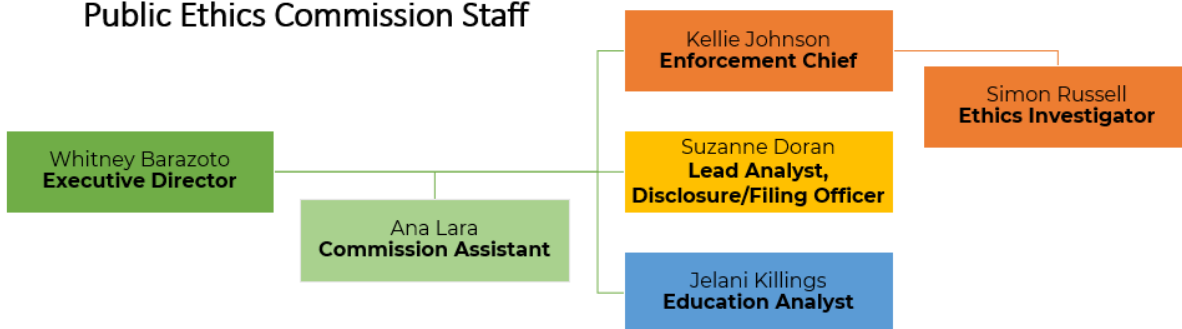 Public Ethics Commission Staff
Kellie Johnson
Enforcement Chief
Simon Russell
Ethics Investigator
Whitney Barazoto
Executive Director
Suzanne Doran
Lead Analyst,
Disclosure/Filing Officer
Ana Lara
Commission Assistant
Jelani Killings
Education Analyst